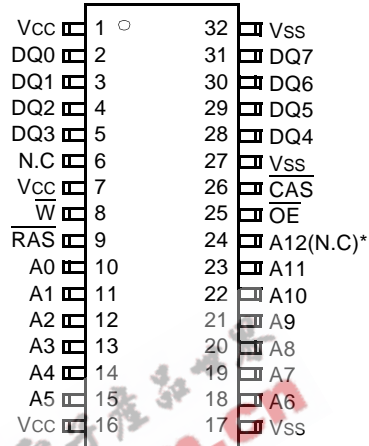 Vcc 1 32 Vss
DQ0 2 31 DQ7
DQ1 3 30 DQ6
DQ2 4 29 DQ5
DQ3 5 28 DQ4
N.C 6 27 Vss
Vcc 7 26 CAS
W 8 25 OE
RAS 9 24 A12(N.C)*
A0 10 23 A11
A1 11 22 A10
A2 12 21 A9
A3 13 20 A8
A4 14 19 A7
A5 15 18 A6
Vcc 16 17 Vss